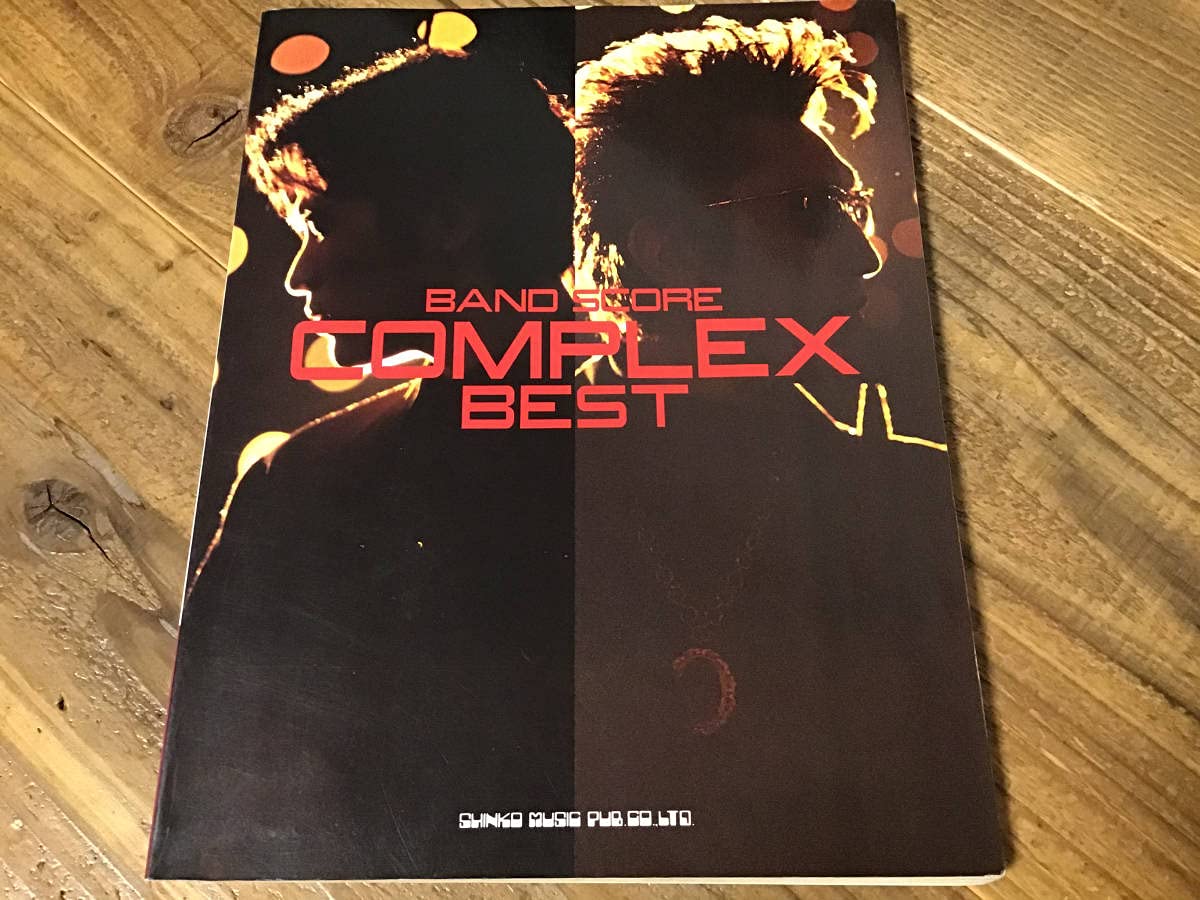 BAND SCORE
COMPLEX
BEST
SHINKO MUSIC PUB.CO.,LTD.